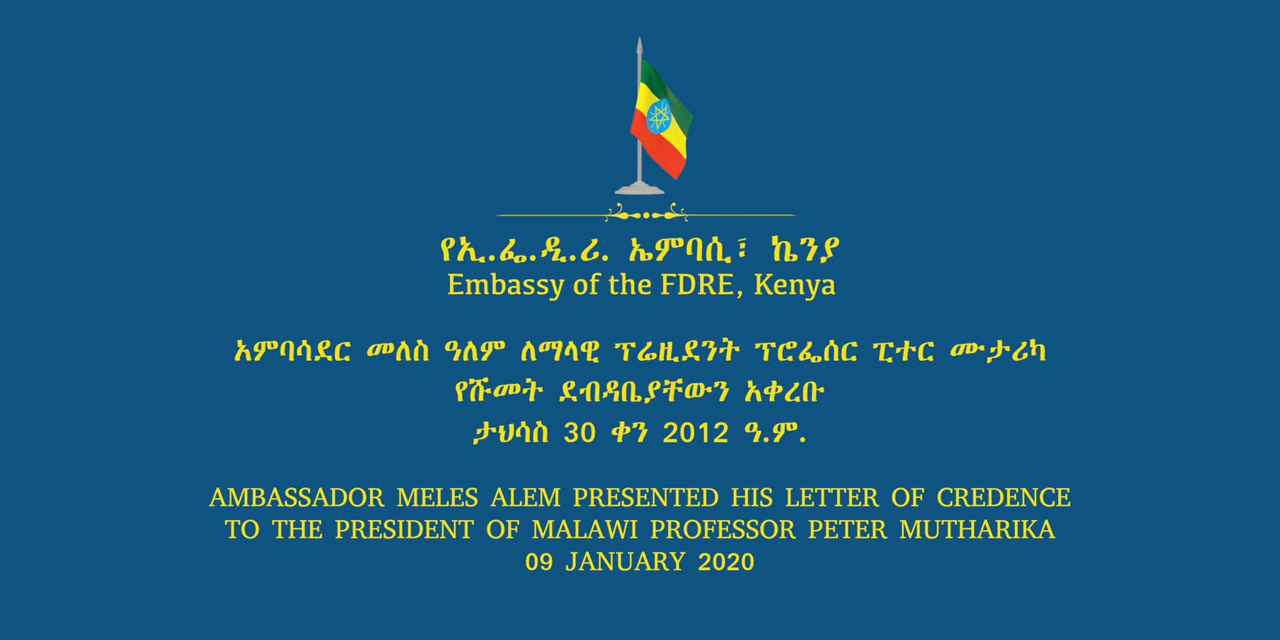 የኢ.ፌ.ዲ.ሪ. ኤምባሲ፣ ኬንያ
Embassy of the FDRE, Kenya
አምባሳደር መለስ ዓለም ለማላዊ ፕሬዚደንት ፕሮፌሰር ፒተር ሙታሪካ
የሹመት ደብዳቤያቸውን አቀረቡ
ታህሳስ 30 ቀን 2012 ዓ.ም.
AMBASSADOR MELES ALEM PRESENTED HIS LETTER OF CREDENCE
TO THE PRESIDENT OF MALAWI PROFESSOR PETER MUTHARIKA
09 JANUARY 2020